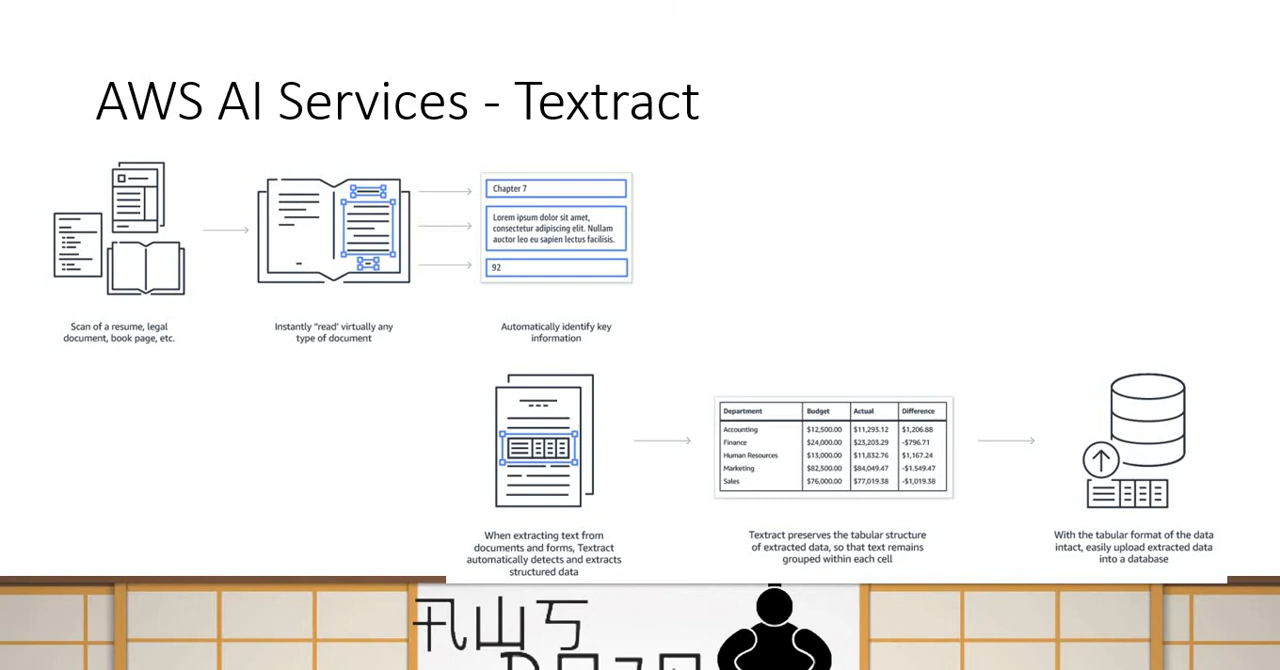 AWS AI Services - Textract
Chapter 7
Lorem ipsum dolor sit amet,
consectetur adipiscing elit. Nullam
auctor leo eu sapien lectus facilisis.
92
Scan of a resume, legal
document, book page, etc.
Instantly "read' virtually any
type of document
Automatically identify key
information
Department Budget Actual Difference
Accounting $12,500.00 $11,293.12 $1,206.88
Finance $24,000.00 $23,203.29 -$796.71
Human Resources $13,000.00 $11,832.76 $1,167.24
Marketing $82,500.00 $84,049.47 -$1.549.47
Sales $76,000.00 $77,019.38 -$1,019.38
When extracting text from
documents and forms, Textract
automatically detects and extracts
structured data
Textract preserves the tabular structure
of extracted data, so that text remains
grouped within each cell
With the tabular format of the data
intact, easily upload extracted data
into a database